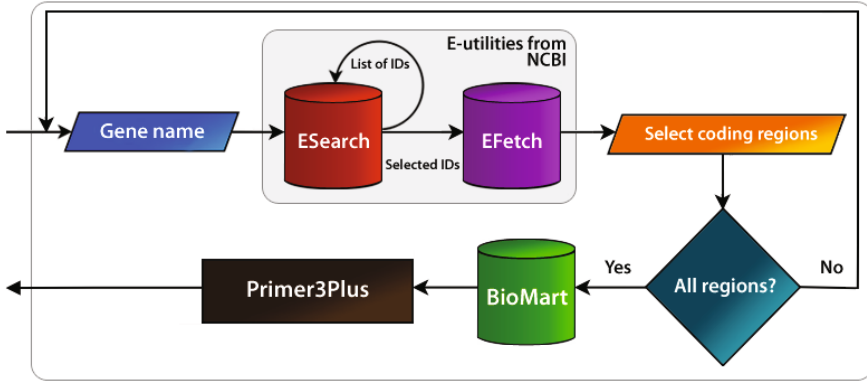 E-utilities from
NCBI
List of IDs
Gene name
ESearch
Selected IDs
EFetch
Select coding regions
All regions?
No
Yes
BioMart
Primer3Plus